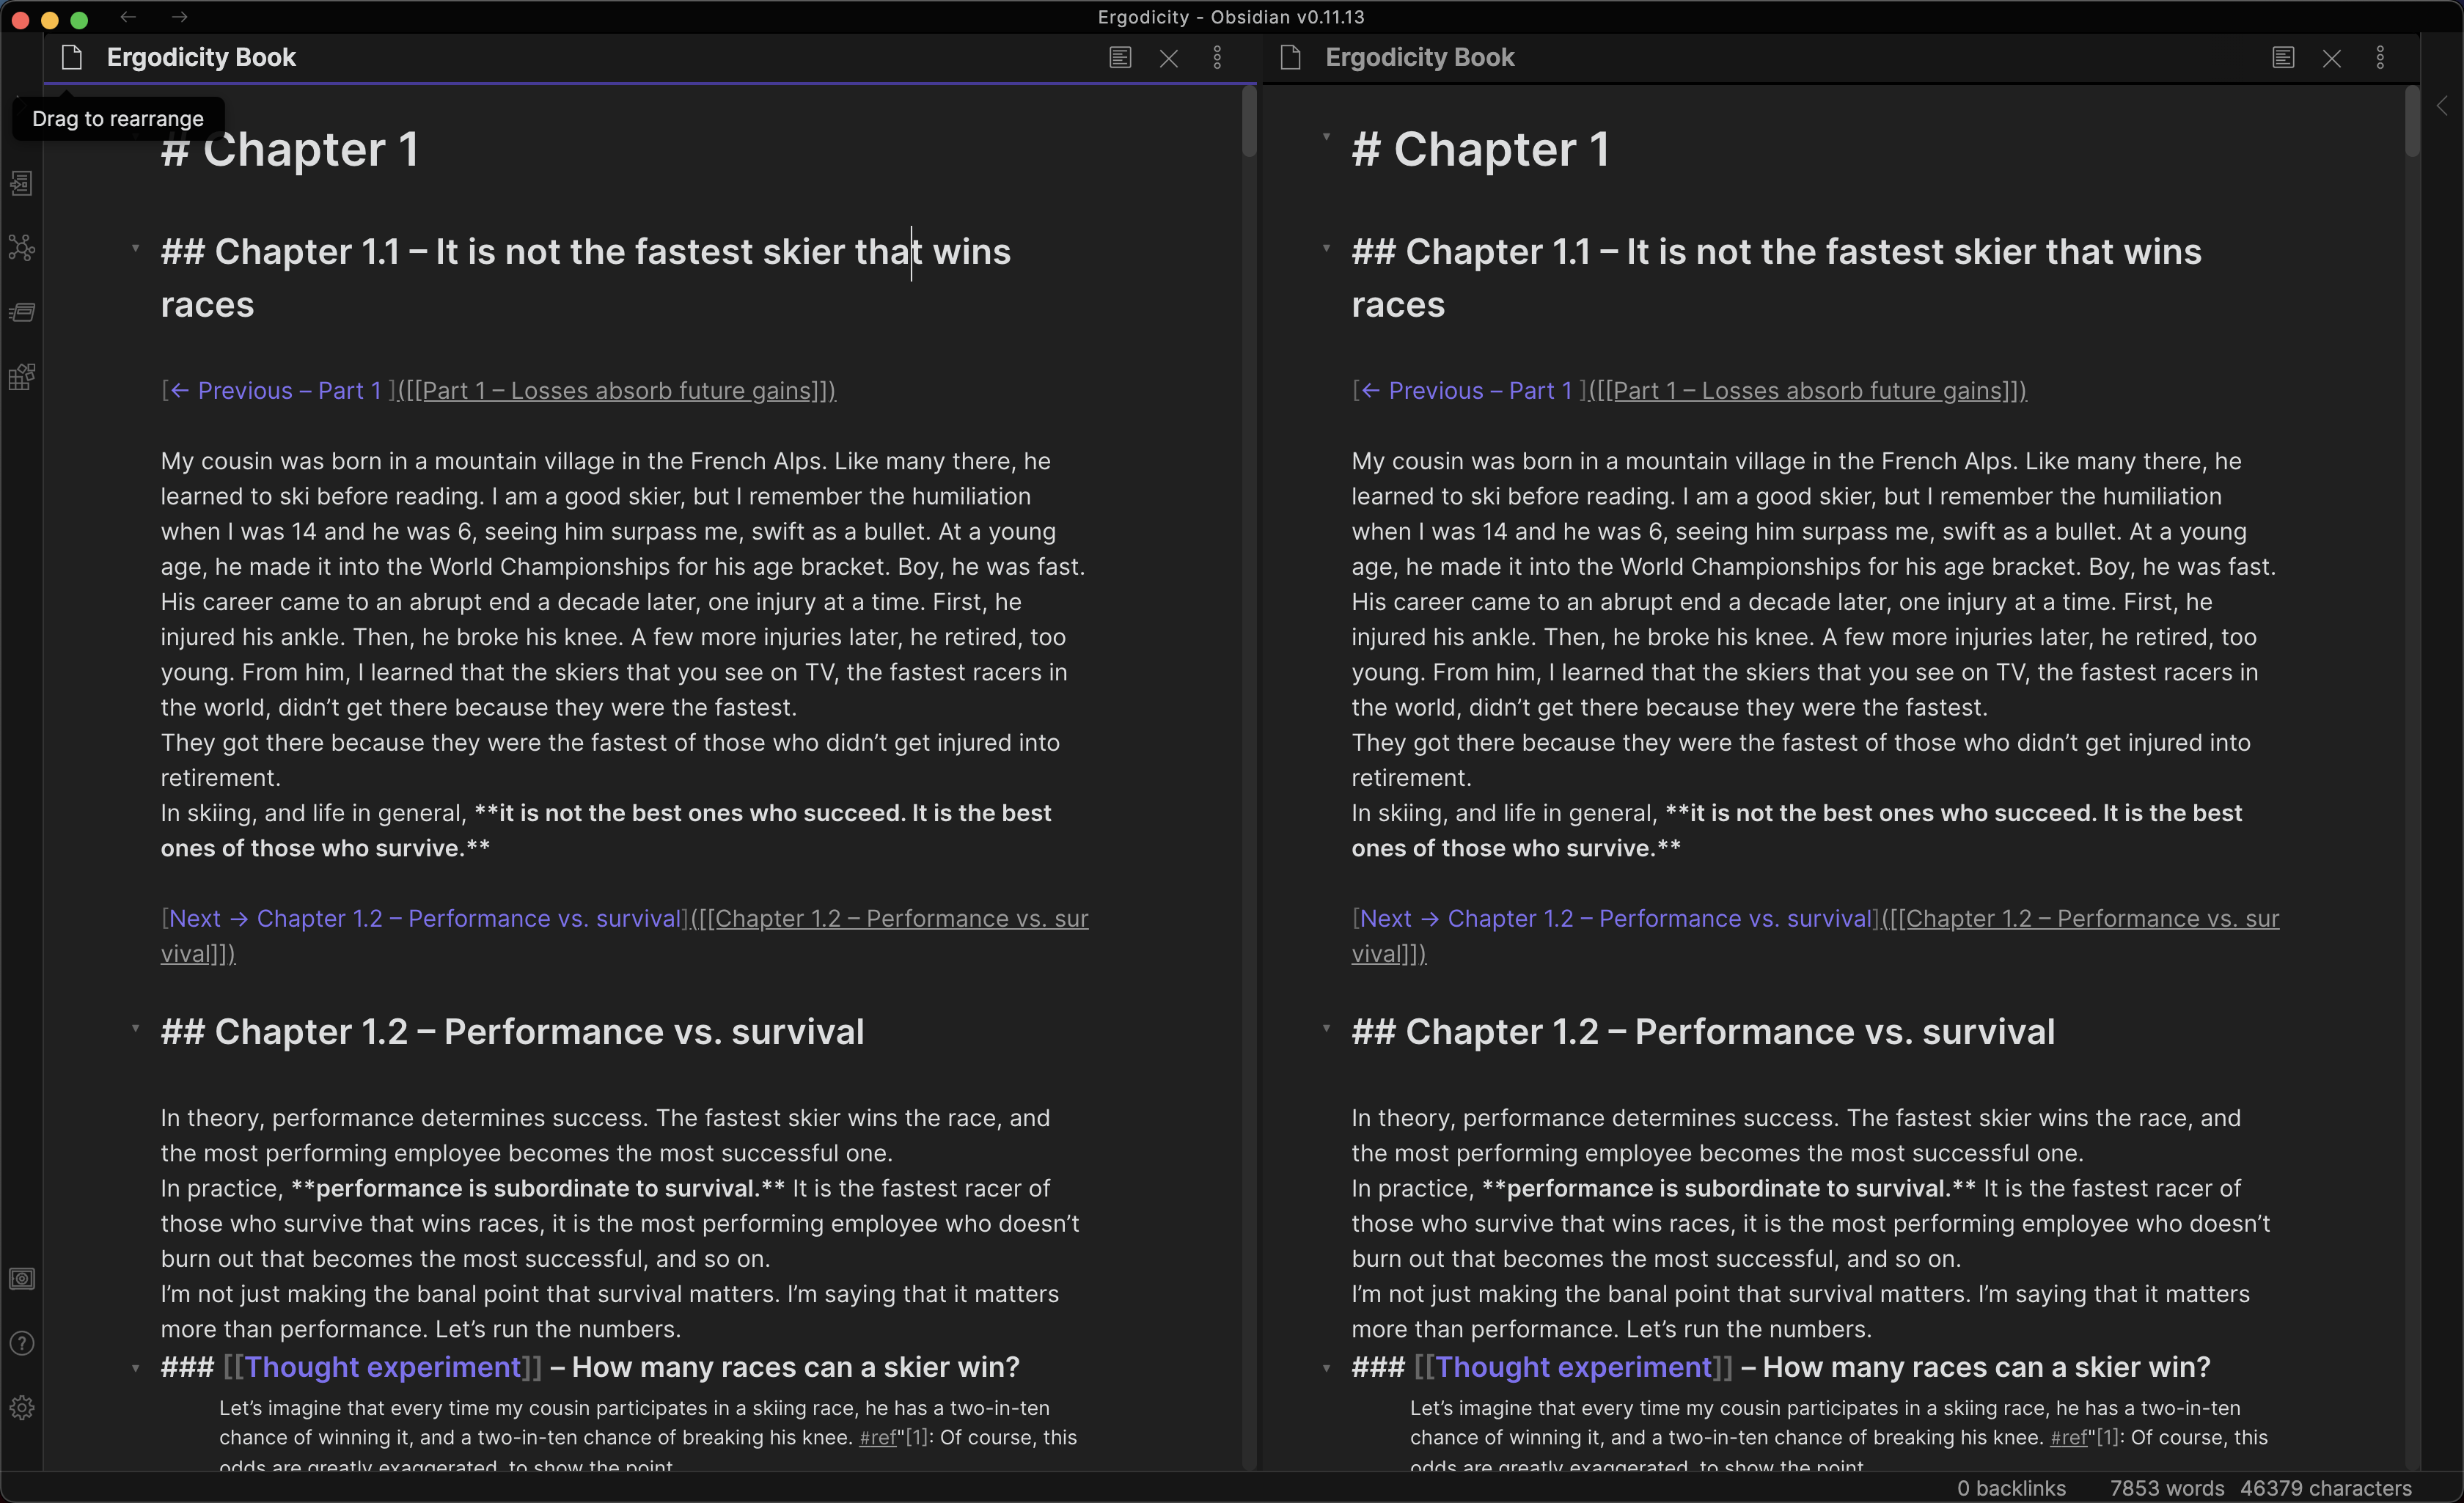 Ergodicity - Obsidian v0.11.13
Ergodicity Book
Drag to rearrange
# Chapter 1
## Chapter 1.1 – It is not the fastest skier that wins
races
[← Previous – Part 1 ]([[Part 1 – Losses absorb future gains]])
My cousin was born in a mountain village in the French Alps. Like many there, he
learned to ski before reading. I am a good skier, but I remember the humiliation
when I was 14 and he was 6, seeing him surpass me, swift as a bullet. At a young
age, he made it into the World Championships for his age bracket. Boy, he was fast.
His career came to an abrupt end a decade later, one injury at a time. First, he
injured his ankle. Then, he broke his knee. A few more injuries later, he retired, too
young. From him, I learned that the skiers that you see on TV, the fastest racers in
the world, didn’t get there because they were the fastest.
They got there because they were the fastest of those who didn’t get injured into
retirement.
In skiing, and life in general, **it is not the best ones who succeed. It is the best
ones of those who survive.**
[Next → Chapter 1.2 – Performance vs. survival]([[Chapter 1.2 – Performance vs. sur
vival]])
## Chapter 1.2 – Performance vs. survival
In theory, performance determines success. The fastest skier wins the race, and
the most performing employee becomes the most successful one.
In practice, **performance is subordinate to survival.** It is the fastest racer of
those who survive that wins races, it is the most performing employee who doesn’t
burn out that becomes the most successful, and so on.
I’m not just making the banal point that survival matters. I’m saying that it matters
more than performance. Let’s run the numbers.
### [[Thought experiment]] – How many races can a skier win?
Let’s imagine that every time my cousin participates in a skiing race, he has a two-in-ten
chance of winning it, and a two-in-ten chance of breaking his knee. #ref"[1]: Of course, this
odds are greatly exaggerated, to show the point
Ergodicity Book
# Chapter 1
## Chapter 1.1 – It is not the fastest skier that wins
races
[← Previous – Part 1 ]([[Part 1 – Losses absorb future gains]])
My cousin was born in a mountain village in the French Alps. Like many there, he
learned to ski before reading. I am a good skier, but I remember the humiliation
when I was 14 and he was 6, seeing him surpass me, swift as a bullet. At a young
age, he made it into the World Championships for his age bracket. Boy, he was fast.
His career came to an abrupt end a decade later, one injury at a time. First, he
injured his ankle. Then, he broke his knee. A few more injuries later, he retired, too
young. From him, I learned that the skiers that you see on TV, the fastest racers in
the world, didn’t get there because they were the fastest.
They got there because they were the fastest of those who didn’t get injured into
retirement.
In skiing, and life in general, **it is not the best ones who succeed. It is the best
ones of those who survive.**
[Next → Chapter 1.2 – Performance vs. survival]([[Chapter 1.2 – Performance vs. sur
vival]])
## Chapter 1.2 – Performance vs. survival
In theory, performance determines success. The fastest skier wins the race, and
the most performing employee becomes the most successful one.
In practice, **performance is subordinate to survival.** It is the fastest racer of
those who survive that wins races, it is the most performing employee who doesn’t
burn out that becomes the most successful, and so on.
I’m not just making the banal point that survival matters. I’m saying that it matters
more than performance. Let’s run the numbers.
### [[Thought experiment]] – How many races can a skier win?
Let’s imagine that every time my cousin participates in a skiing race, he has a two-in-ten
chance of winning it, and a two-in-ten chance of breaking his knee. #ref"[1]: Of course, this
odds are greatly exaggerated, to show the point
0 backlinks 7853 words 46379 characters